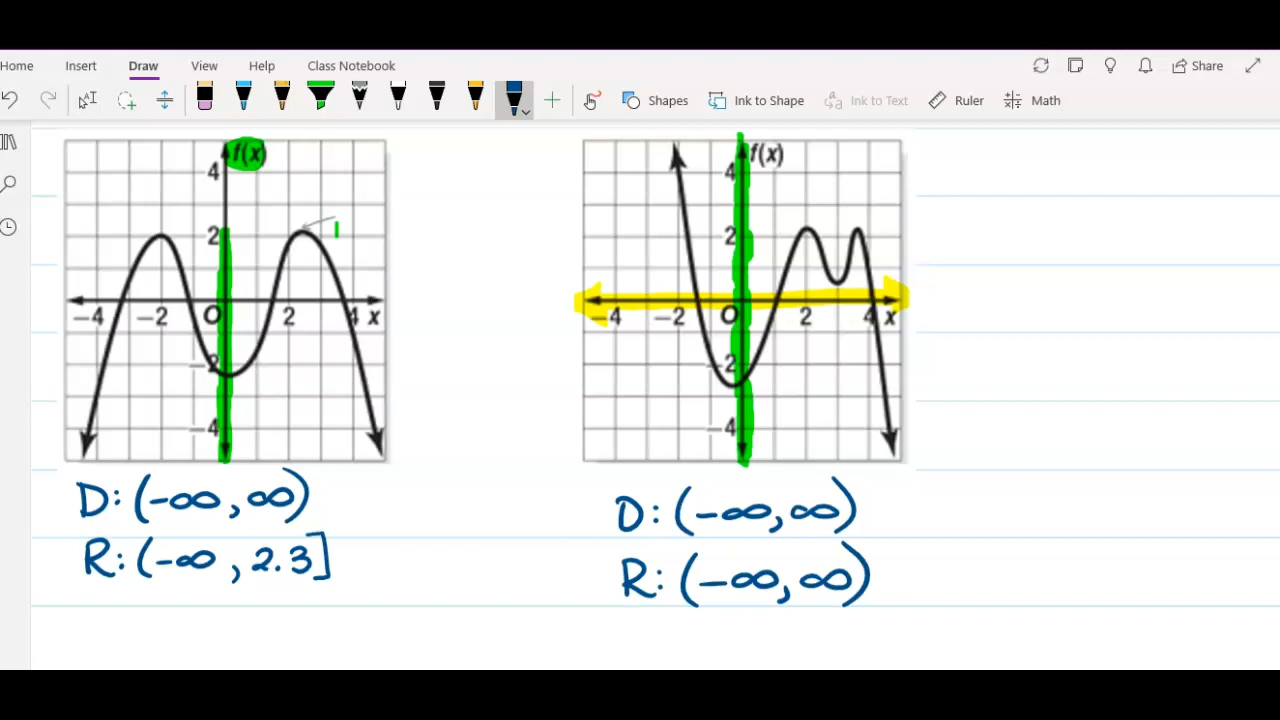 Home Insert Draw View Help Class Notebook Share
Shapes Ink to Shape Ink to Text Ruler Math
f(x)
4
2
-4 -2 O 2 4 x
-2
-4
D: (-∞, ∞)
R: (-∞, 2.3]
f(x)
4
2
-4 -2 O 2 4 x
-2
-4
D: (-∞, ∞)
R: (-∞, ∞)